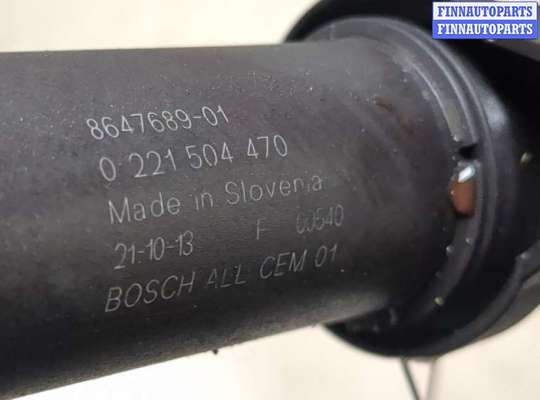 FINNAUTOPARTS
FINNAUTOPARTS
8647689-01
0 221 504 470
Made in Slovenia
21-10-13 F 00540
BOSCH ALL CEM 01